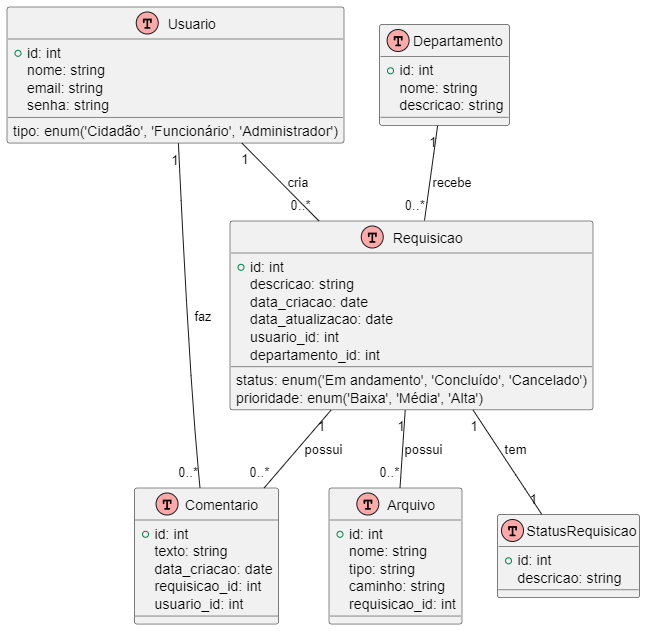 T Usuario
id: int
nome: string
email: string
senha: string
tipo: enum('Cidadão', 'Funcionário', 'Administrador')
T Departamento
id: int
nome: string
descricao: string
1
1
1
cria
recebe
0..*
0..*
T Requisicao
id: int
descricao: string
data_criacao: date
data_atualizacao: date
usuario_id: int
departamento_id: int
status: enum('Em andamento', 'Concluído', 'Cancelado')
prioridade: enum('Baixa', 'Média', 'Alta')
faz
1
1
1
possui
possui
tem
0..*
0..*
0..*
1
T Comentario
id: int
texto: string
data_criacao: date
requisicao_id: int
usuario_id: int
T Arquivo
id: int
nome: string
tipo: string
caminho: string
requisicao_id: int
T StatusRequisicao
id: int
descricao: string